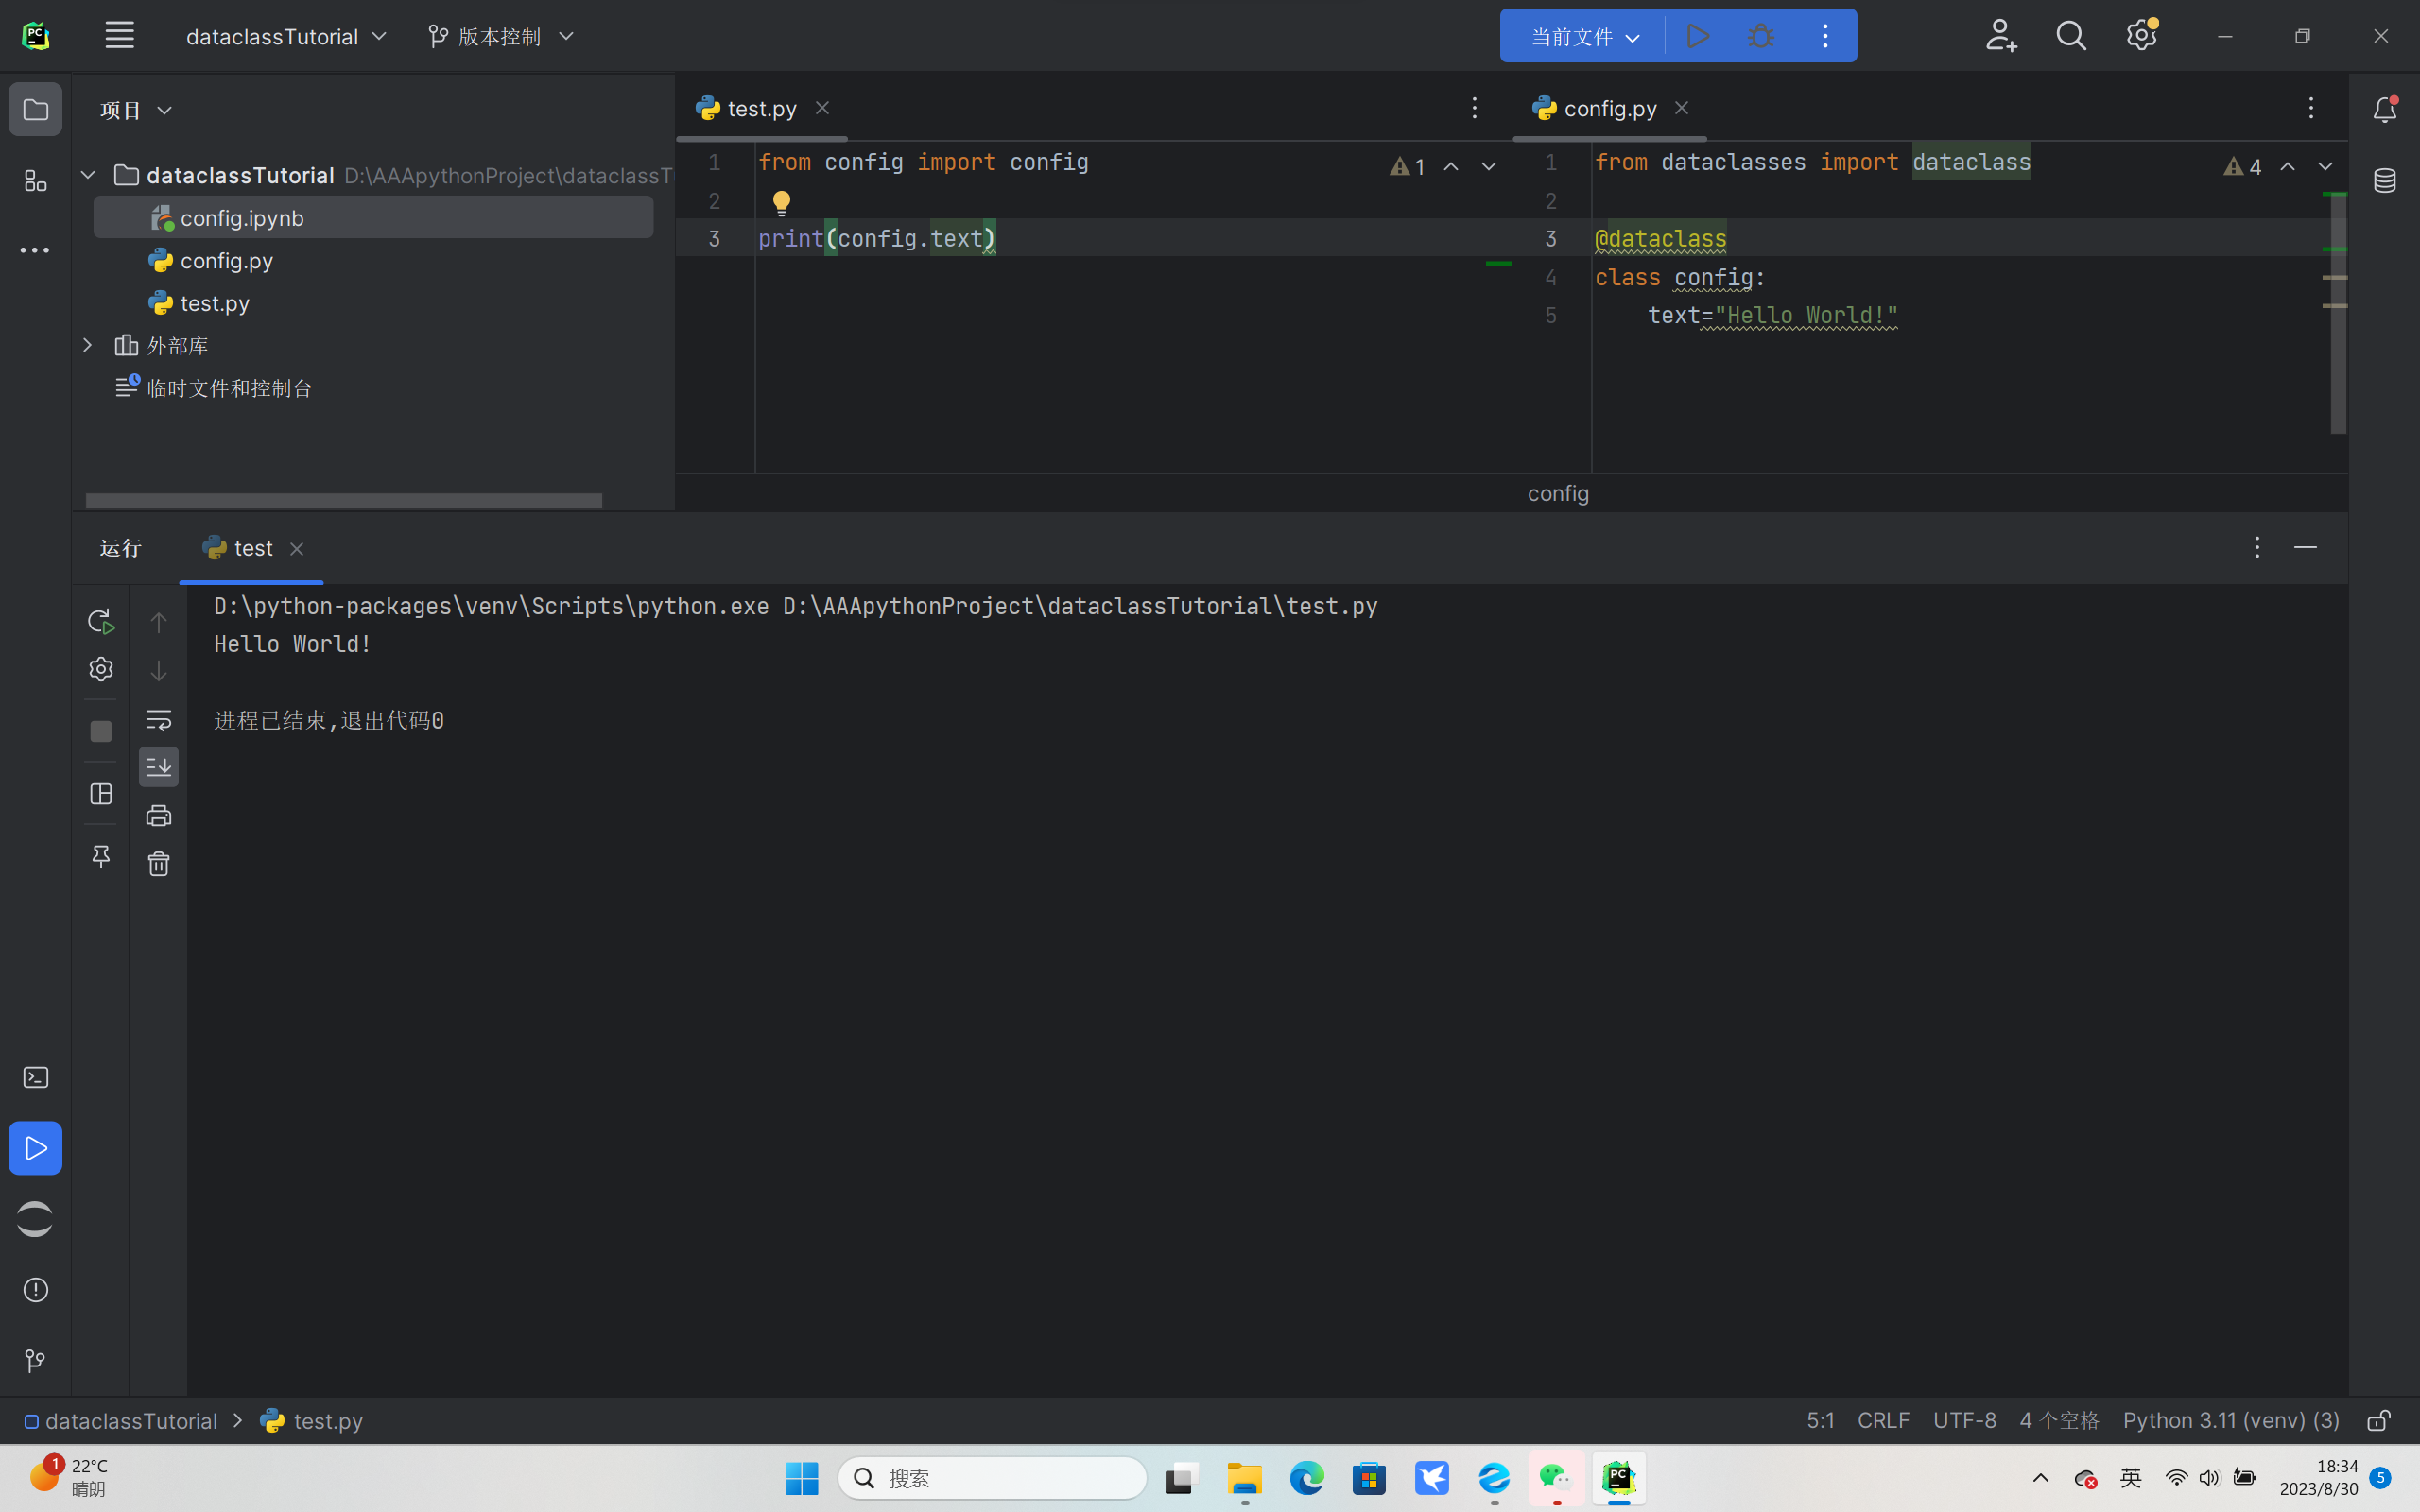 PC
dataclassTutorial
版本控制
当前文件
项目
dataclassTutorial D:\AAApythonProject\dataclassT
config.ipynb
config.py
test.py
外部库
临时文件和控制台
test.py
1 from config import config
2
3 print(config.text)
1
config.py
1 from dataclasses import dataclass
2
3 @dataclass
4 class config:
5 text="Hello World!"
4
config
运行
test
D:\python-packages\venv\Scripts\python.exe D:\AAApythonProject\dataclassTutorial\test.py
Hello World!
进程已结束,退出代码0
dataclassTutorial
test.py
5:1 CRLF UTF-8 4 个空格 Python 3.11 (venv) (3)
1
22°C
晴朗
搜索
PC
英
18:34
2023/8/30
5